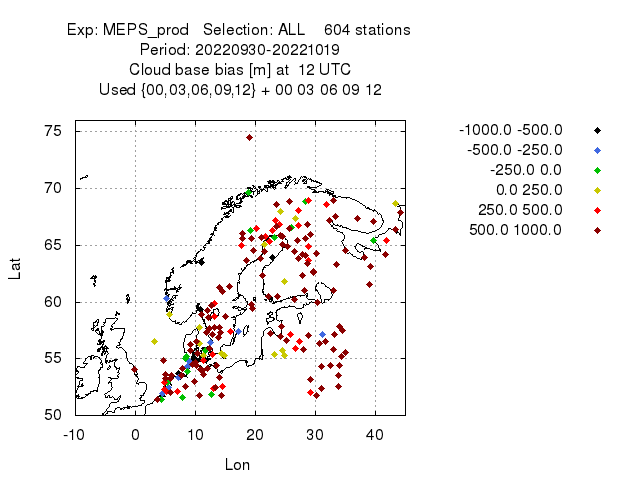 Exp: MEPS_prod   Selection: ALL    604 stations
Period: 20220930-20221019
Cloud base bias [m] at  12 UTC
Used {00,03,06,09,12} + 00 03 06 09 12
-1000.0 -500.0
-500.0 -250.0
-250.0 0.0
0.0 250.0
250.0 500.0
500.0 1000.0
75
70
65
60
55
50
Lat
-10 0 10 20 30 40
Lon